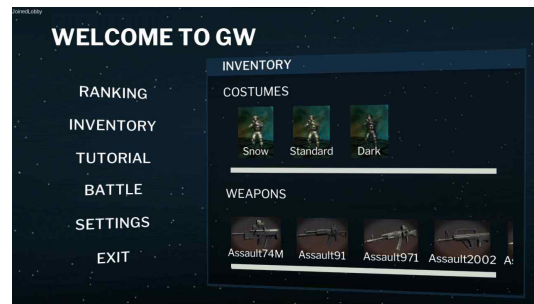 JoinedLobby
WELCOME TO GW
RANKING
INVENTORY
TUTORIAL
BATTLE
SETTINGS
EXIT
INVENTORY
COSTUMES
Snow Standard Dark
WEAPONS
Assault74M Assault91 Assault971 Assault2002 As